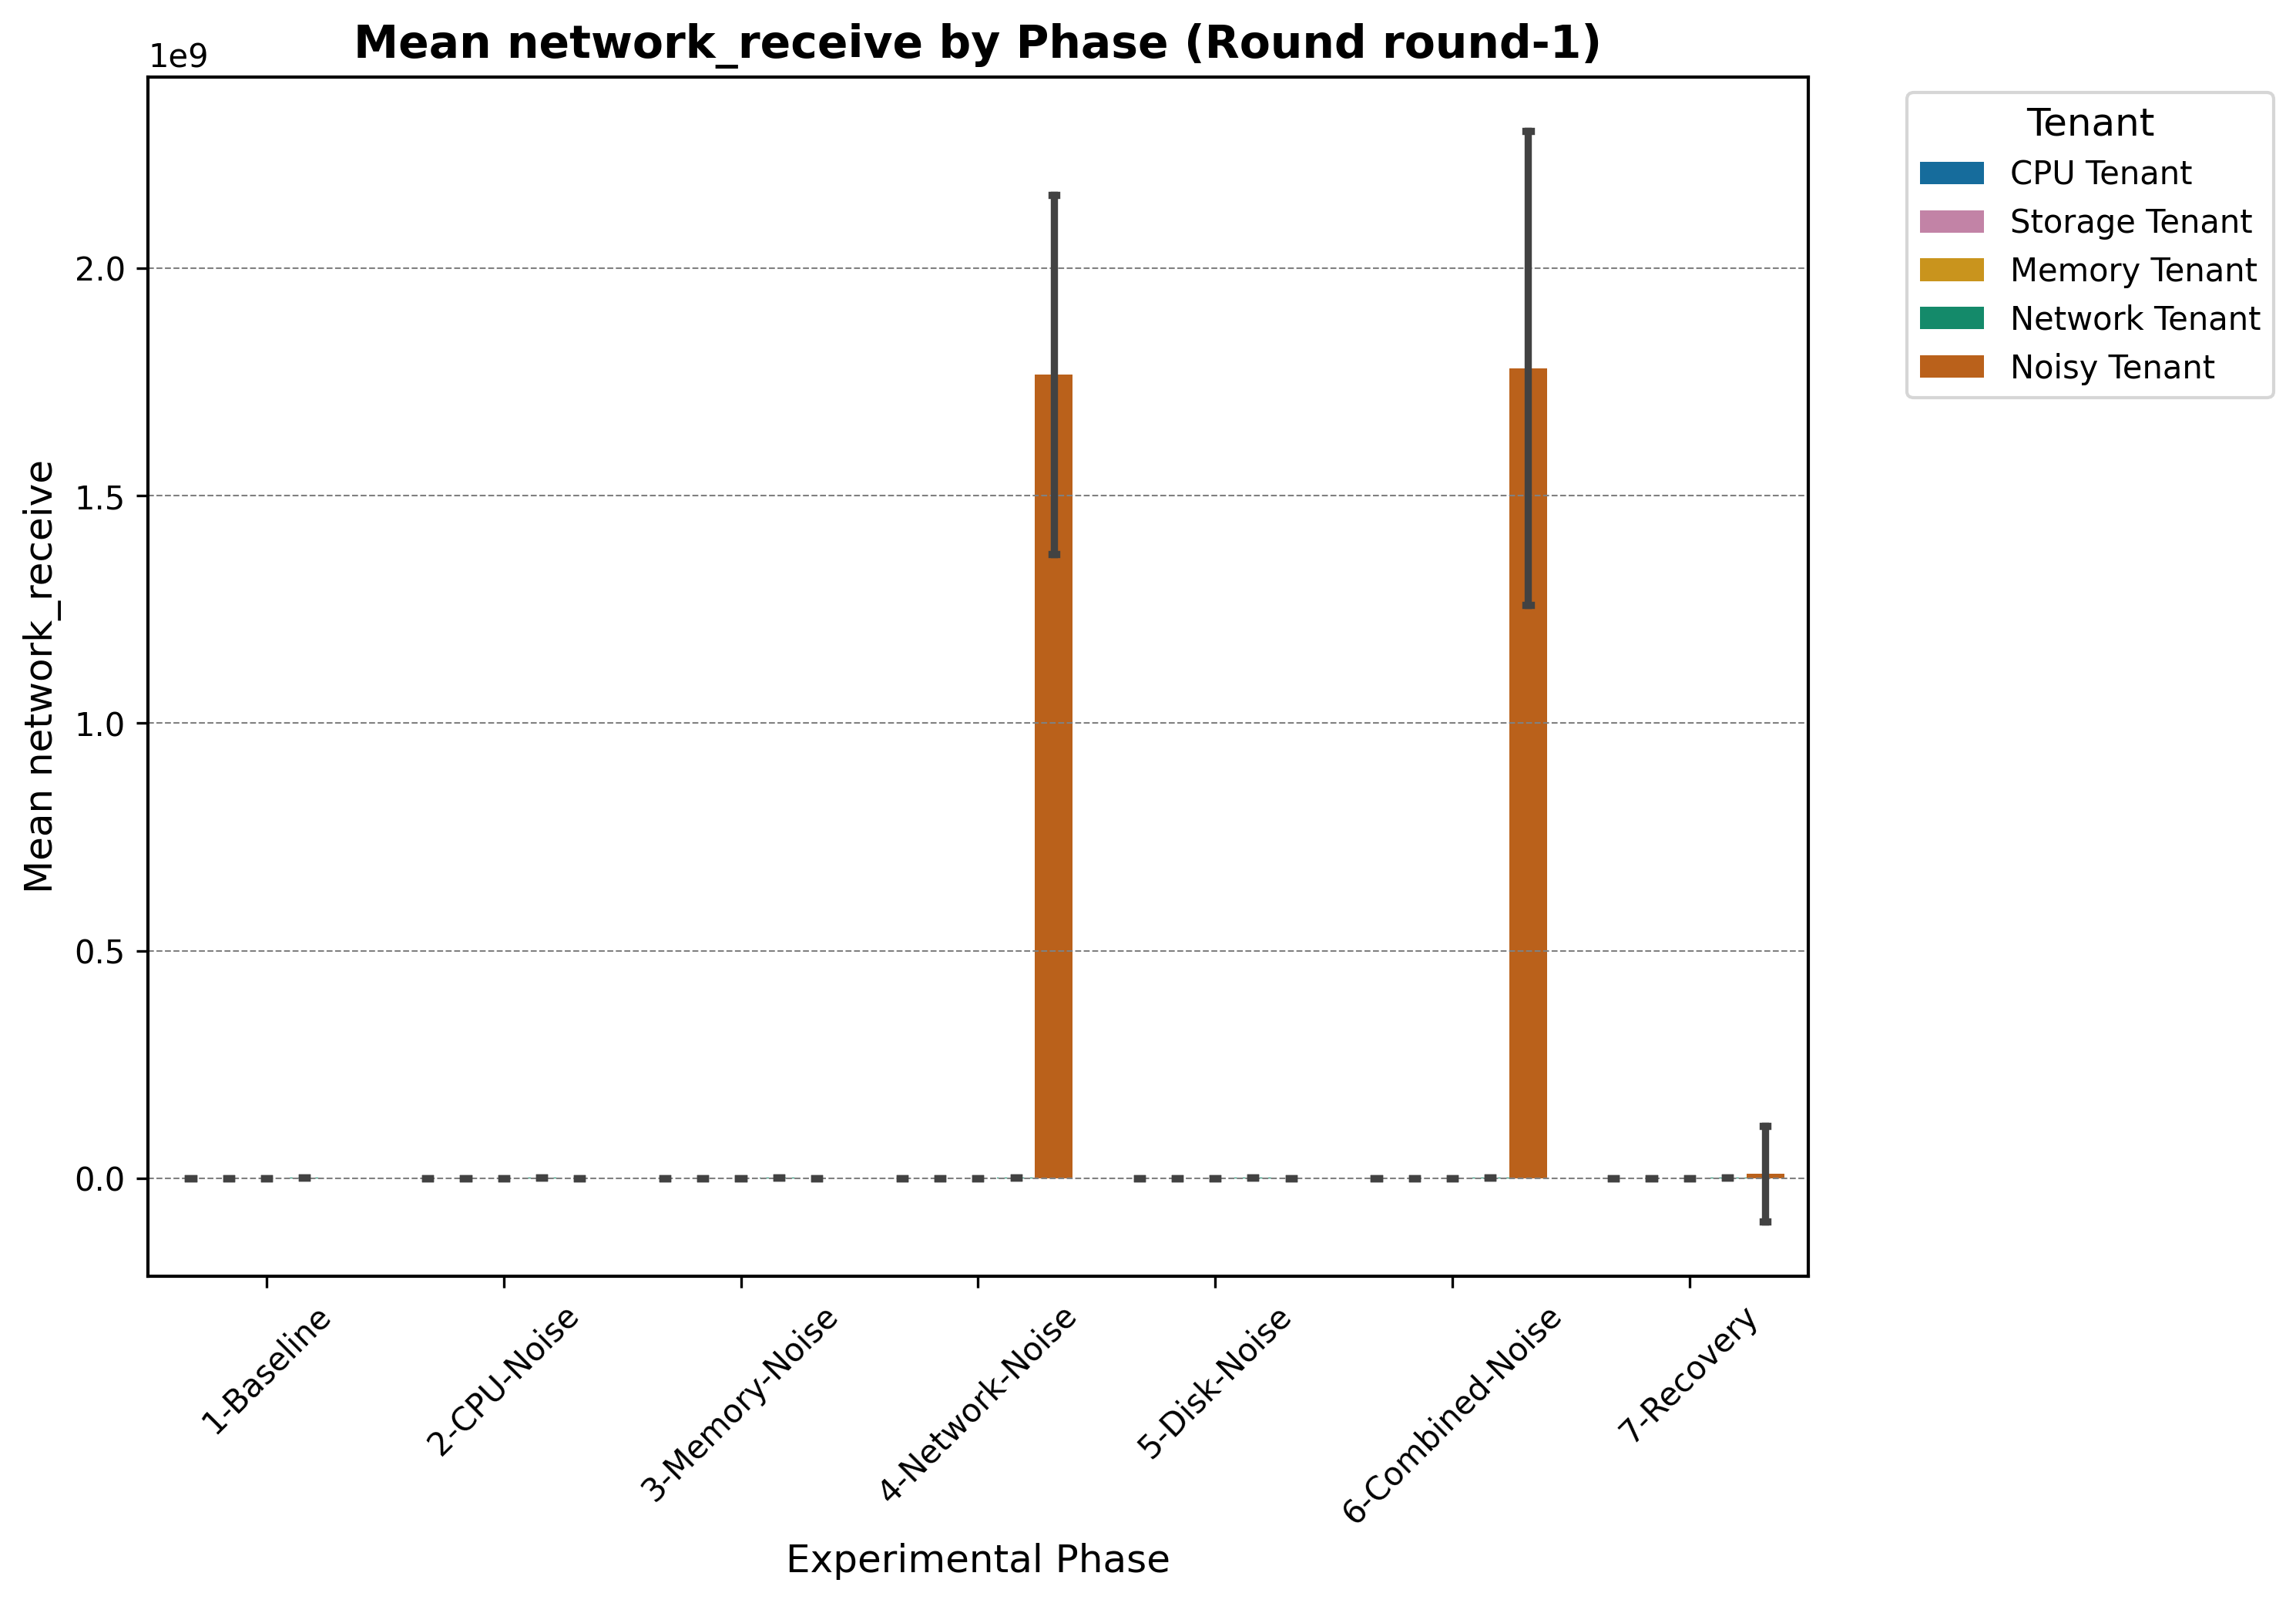 Mean network_receive by Phase (Round round-1)
1e9
2.0
1.5
1.0
0.5
0.0
Mean network_receive
1-Baseline
2-CPU-Noise
3-Memory-Noise
4-Network-Noise
5-Disk-Noise
6-Combined-Noise
7-Recovery
Experimental Phase
Tenant
CPU Tenant
Storage Tenant
Memory Tenant
Network Tenant
Noisy Tenant